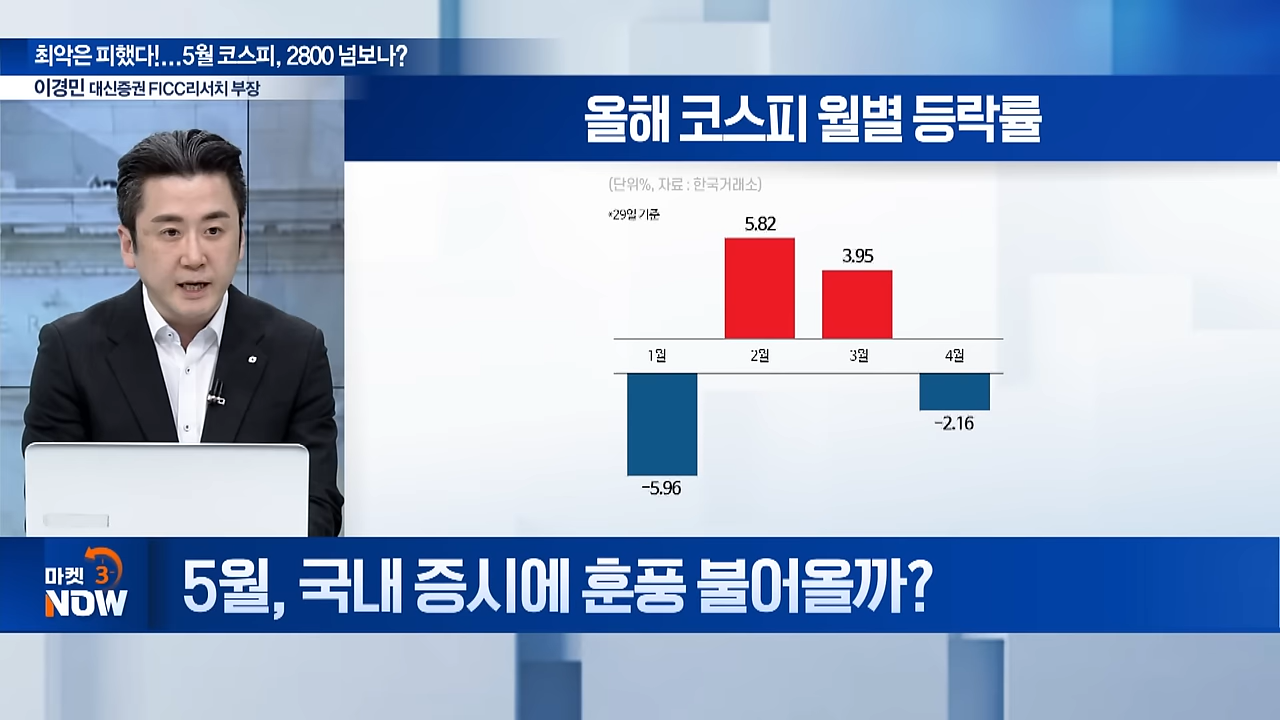 최악은 피했다!...5월 코스피, 2800 넘보나?
이경민 대신증권 FICC리서치 부장
올해 코스피 월별 등락률
(단위%, 자료 : 한국거래소)
*29일 기준
5.82
3.95
1월 2월 3월 4월
-2.16
-5.96
마켓 3
NOW
5월, 국내 증시에 훈풍 불어올까?